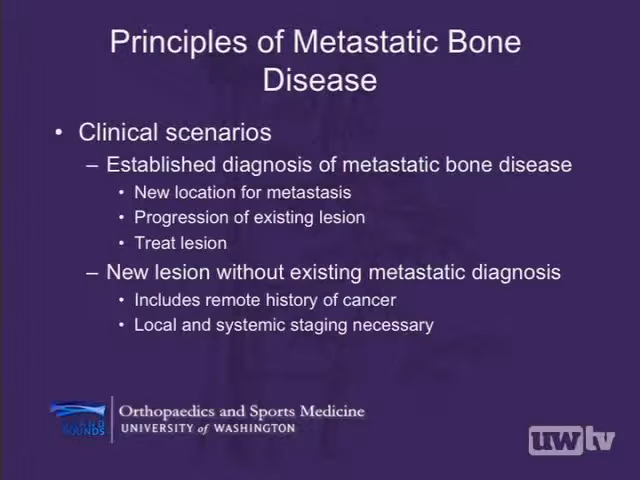 Principles of Metastatic Bone
Disease
• Clinical scenarios
– Established diagnosis of metastatic bone disease
• New location for metastasis
• Progression of existing lesion
• Treat lesion
– New lesion without existing metastatic diagnosis
• Includes remote history of cancer
• Local and systemic staging necessary
ROUNDS
Orthopaedics and Sports Medicine
UNIVERSITY of WASHINGTON
uwtv